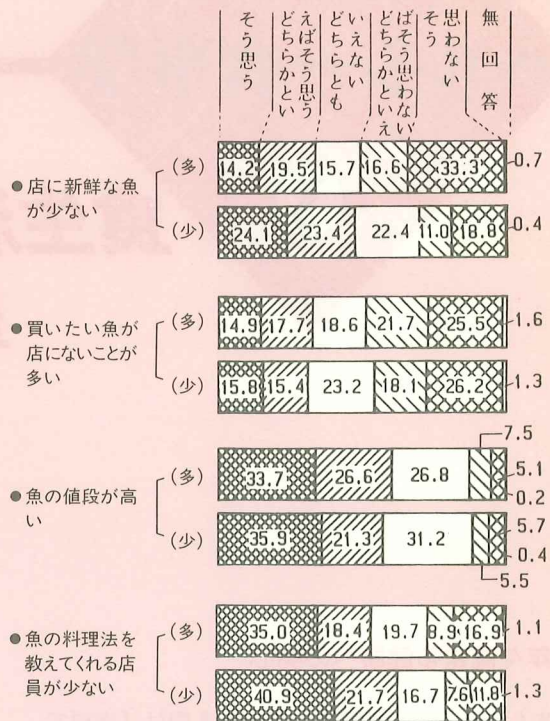 そう思う
どちらかとい
えばそう思う
どちらとも
いえない
どちらかといえ
ばそう思わない
そう
思わない
無回答
●店に新鮮な魚
が少ない
(多) 14.2 19.5 15.7 16.6 33.3 0.7
(少) 24.1 23.4 22.4 11.0 18.8 0.4
●買いたい魚が
店にないことが
多い
(多) 14.9 17.7 18.6 21.7 25.5 1.6
(少) 15.8 15.4 23.2 18.1 26.2 1.3
●魚の値段が高
い
(多) 33.7 26.6 26.8 7.5 5.1 0.2
(少) 35.9 21.3 31.2 5.5 5.7 0.4
●魚の料理法を
教えてくれる店
員が少ない
(多) 35.0 18.4 19.7 8.9 16.9 1.1
(少) 40.9 21.7 16.7 7.6 11.8 1.3